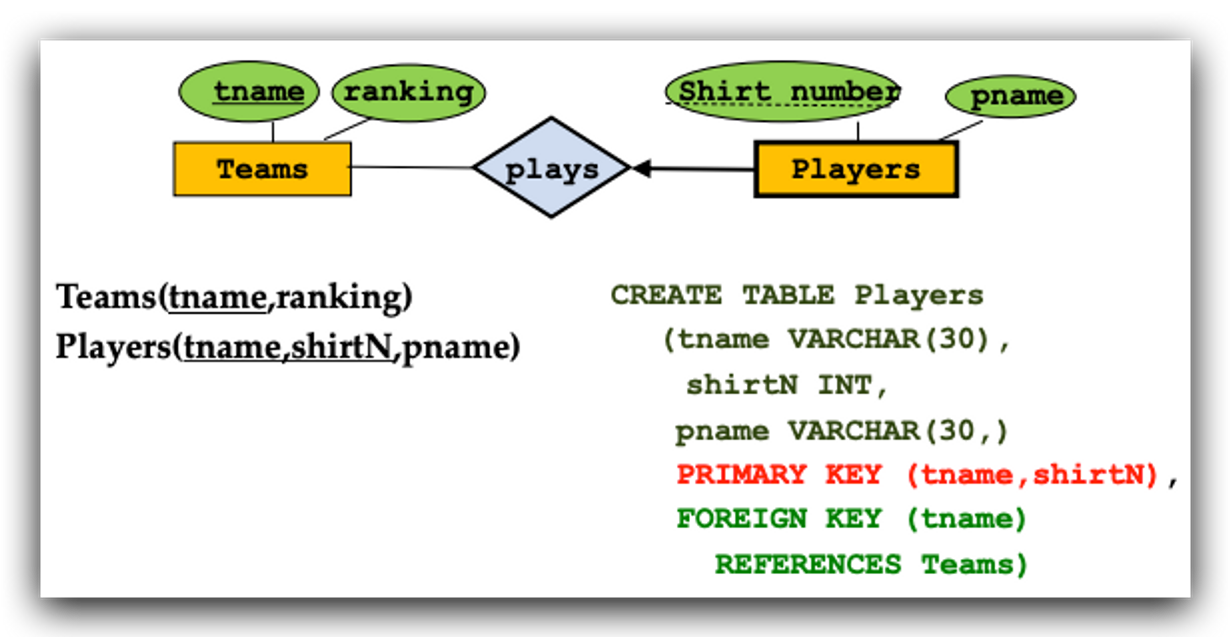 tname
ranking
Shirt number
pname
Teams
plays
Players
Teams(tname,ranking)
Players(tname,shirtN,pname)
CREATE TABLE Players
(tname VARCHAR(30),
shirtN INT,
pname VARCHAR(30,)
PRIMARY KEY (tname,shirtN),
FOREIGN KEY (tname)
REFERENCES Teams)